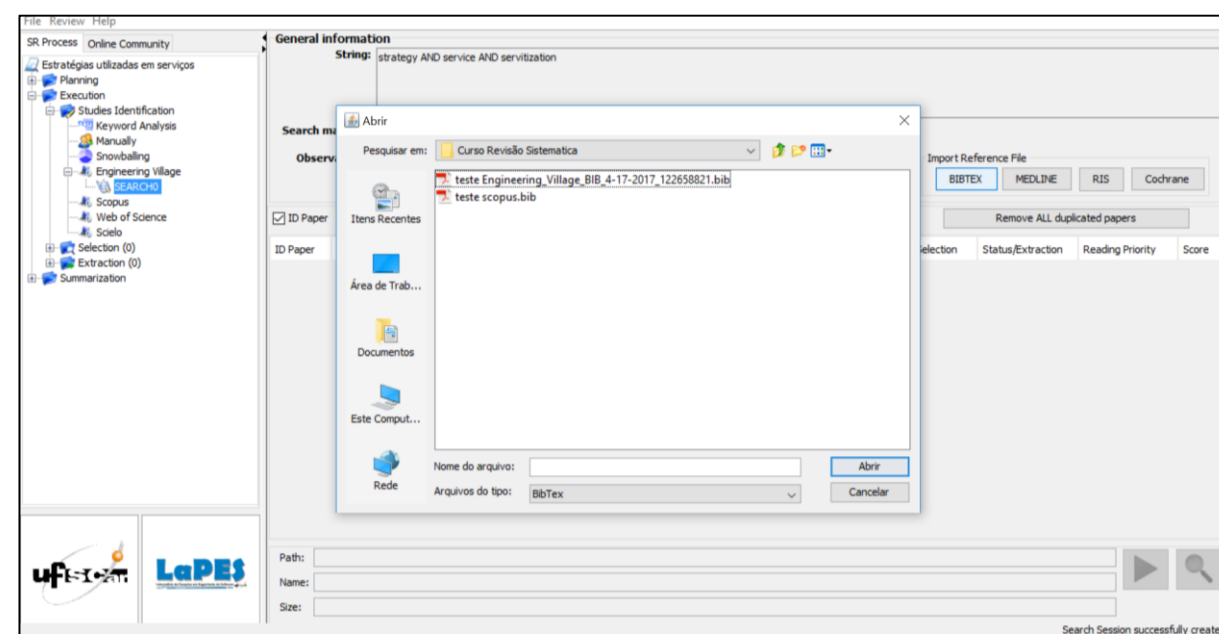 File Review Help
SR Process Online Community
Estratégias utilizadas em serviços
Planning
Execution
Studies Identification
Keyword Analysis
Manually
Snowballing
Engineering Village
SEARCH0
Scopus
Web of Science
Scielo
Selection (0)
Extraction (0)
Summarization
ufscar
LaPES
General information
String: strategy AND service AND servitization
Search ma
Observa
Import Reference File
BIBTEX MEDLINE RIS Cochrane
ID Paper
Remove ALL duplicated papers
ID Paper election Status/Extraction Reading Priority Score
Abrir
Pesquisar em: Curso Revisão Sistematica
teste Engineering_Village_BIB_4-17-2017_122658821.bib
teste scopus.bib
Itens Recentes
Área de Trab...
Documentos
Este Comput...
Rede
Nome do arquivo: Abrir
Arquivos do tipo: BibTex Cancelar
Path:
Name:
Size:
Search Session successfully create